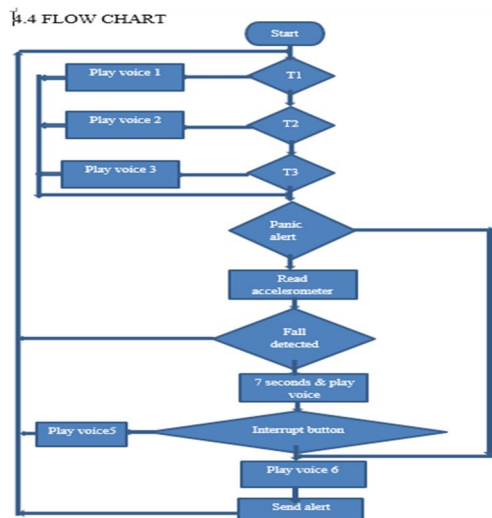 4.4 FLOW CHART
Start
Play voice 1
T1
Play voice 2
T2
Play voice 3
T3
Panic
alert
Read
accelerometer
Fall
detected
7 seconds & play
voice
Play voice5
Interrupt button
Play voice 6
Send alert